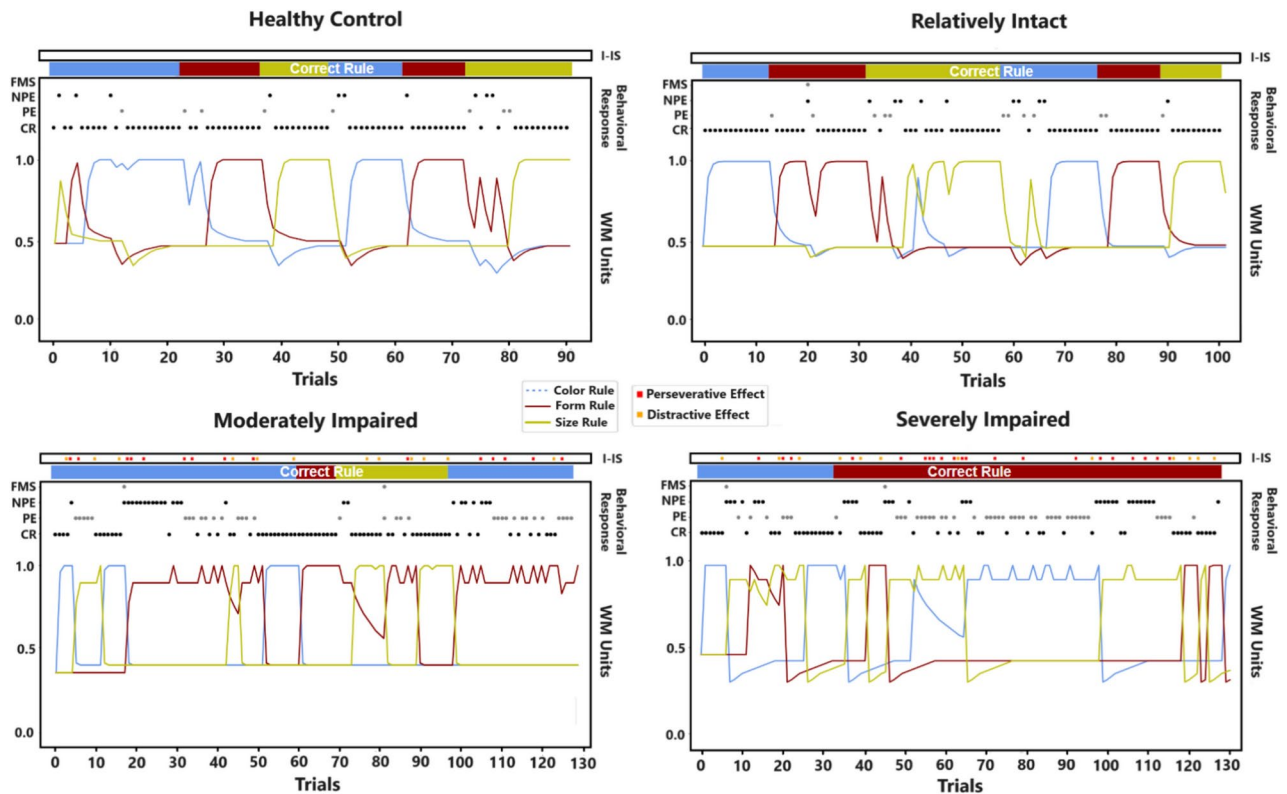 Healthy Control
Relatively Intact
I-IS
I-IS
Correct Rule
Correct Rule
FMS
NPE
PE
CR
Behavioral
Response
FMS
NPE
PE
CR
Behavioral
Response
1.0
0.5
0.0
WM Units
1.0
0.5
0.0
WM Units
0 10 20 30 40 50 60 70 80 90
0 10 20 30 40 50 60 70 80 90 100
Trials
Trials
Color Rule
Form Rule
Size Rule
Perseverative Effect
Distractive Effect
Moderately Impaired
Severely Impaired
I-IS
I-IS
Correct Rule
Correct Rule
FMS
NPE
PE
CR
Behavioral
Response
FMS
NPE
PE
CR
Behavioral
Response
1.0
0.5
0.0
WM Units
1.0
0.5
0.0
WM Units
0 10 20 30 40 50 60 70 80 90 100 110 120 130
0 10 20 30 40 50 60 70 80 90 100 110 120 130
Trials
Trials